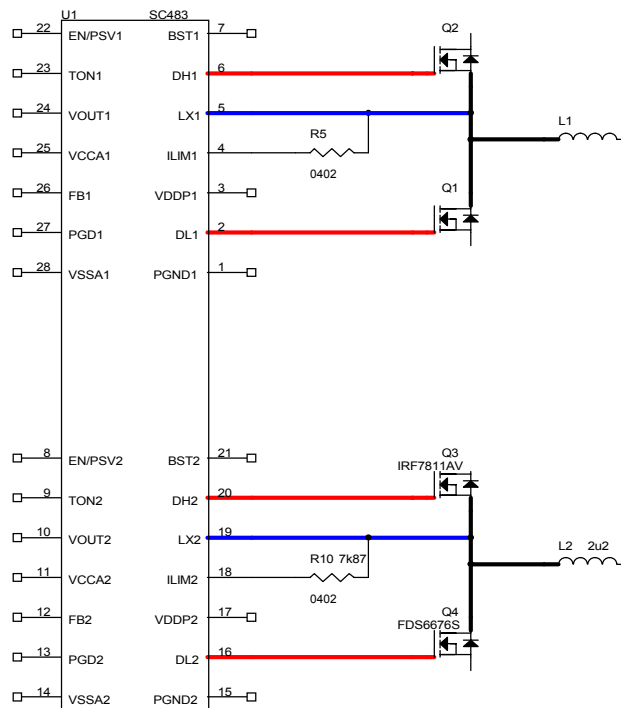 U1 SC483
22 EN/PSV1 BST1 7
23 TON1 DH1 6
24 VOUT1 LX1 5
25 VCCA1 ILIM1 4
26 FB1 VDDP1 3
27 PGD1 DL1 2
28 VSSA1 PGND1 1
Q2
L1
R5
0402
Q1
8 EN/PSV2 BST2 21
9 TON2 DH2 20
10 VOUT2 LX2 19
11 VCCA2 ILIM2 18
12 FB2 VDDP2 17
13 PGD2 DL2 16
14 VSSA2 PGND2 15
Q3
IRF7811AV
L2 2u2
R10 7k87
0402
Q4
FDS6676S